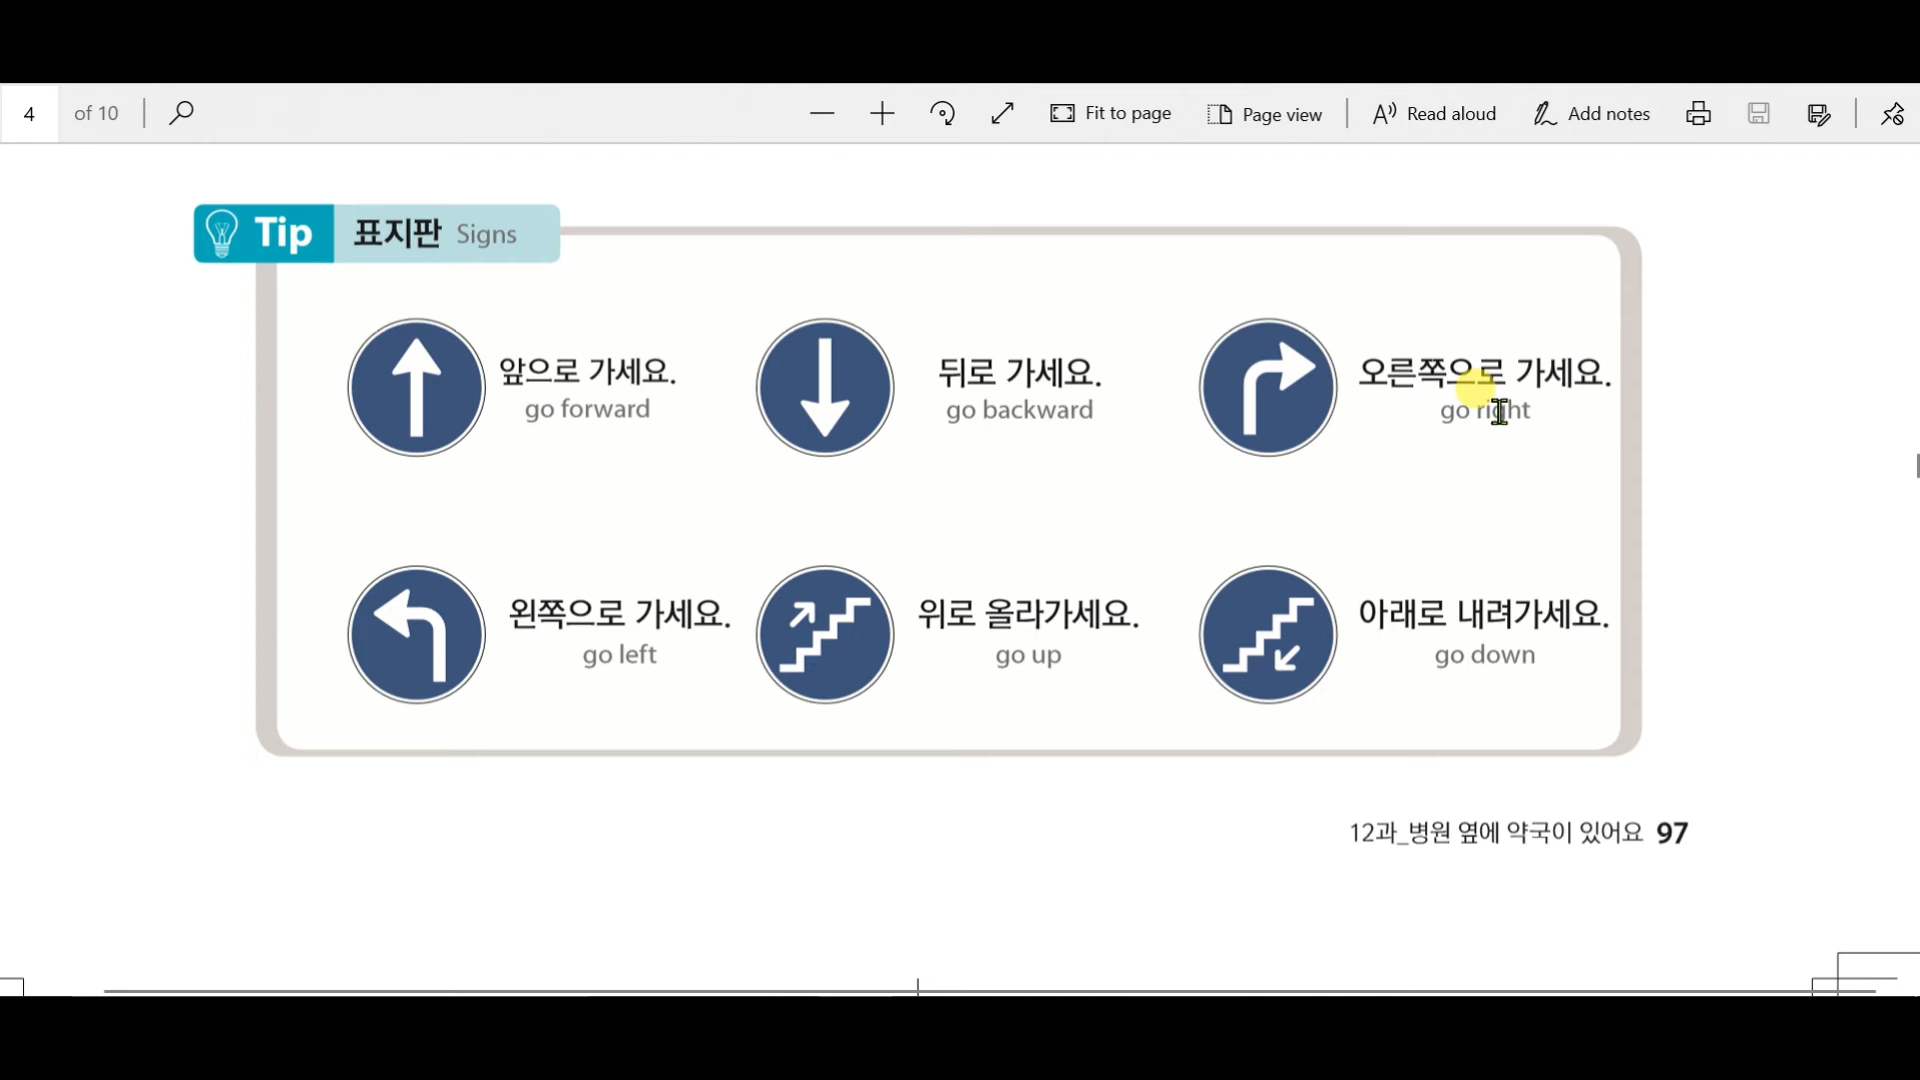 4 of 10 Fit to page Page view Read aloud Add notes
Tip 표지판 Signs
앞으로 가세요.
go forward
뒤로 가세요.
go backward
오른쪽으로 가세요.
go right
왼쪽으로 가세요.
go left
위로 올라가세요.
go up
아래로 내려가세요.
go down
12과_병원 옆에 약국이 있어요 97